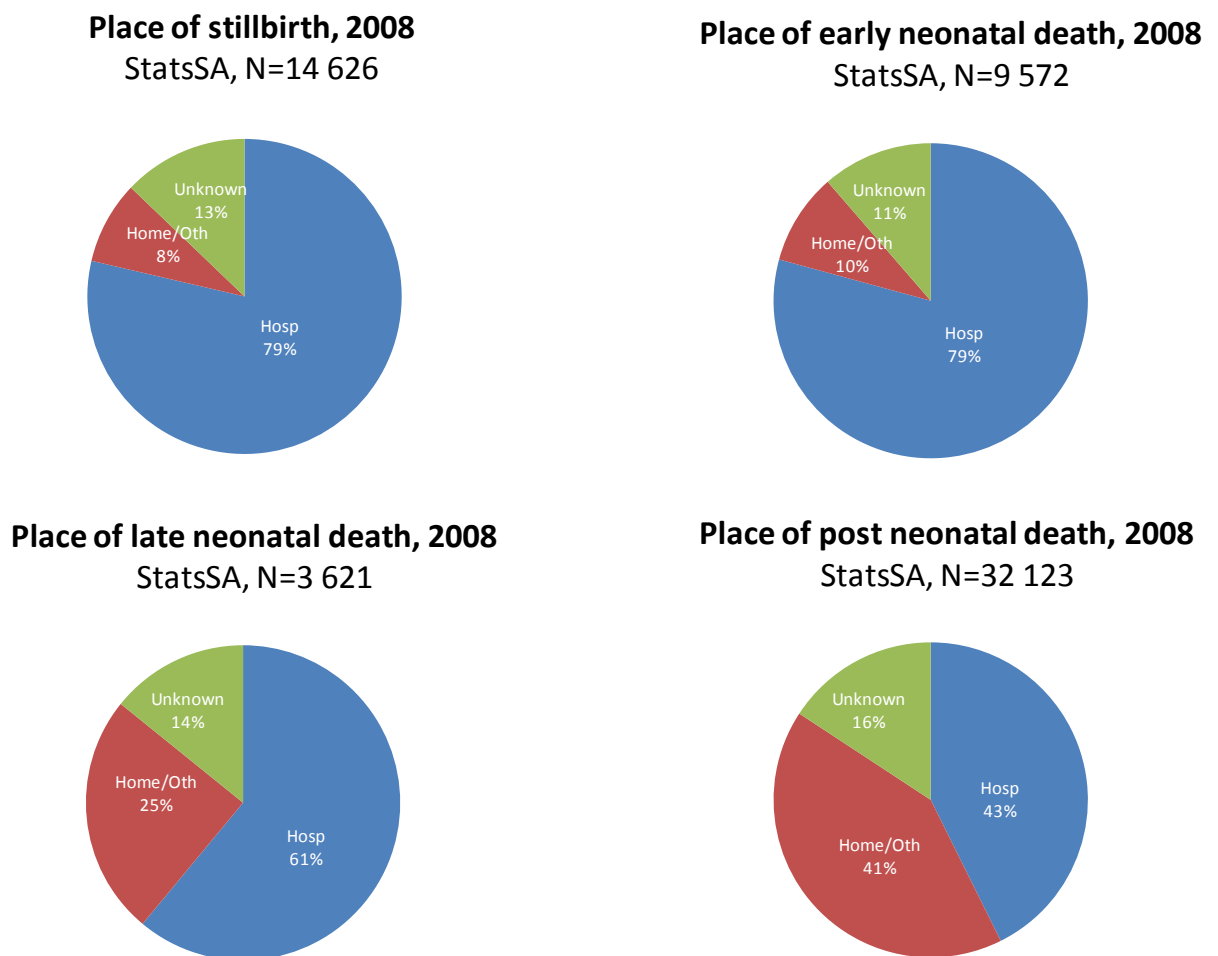 Place of stillbirth, 2008
StatsSA, N=14 626
Unknown
13%
Home/Oth
8%
Hosp
79%
Place of early neonatal death, 2008
StatsSA, N=9 572
Unknown
11%
Home/Oth
10%
Hosp
79%
Place of late neonatal death, 2008
StatsSA, N=3 621
Unknown
14%
Home/Oth
25%
Hosp
61%
Place of post neonatal death, 2008
StatsSA, N=32 123
Unknown
16%
Hosp
43%
Home/Oth
41%